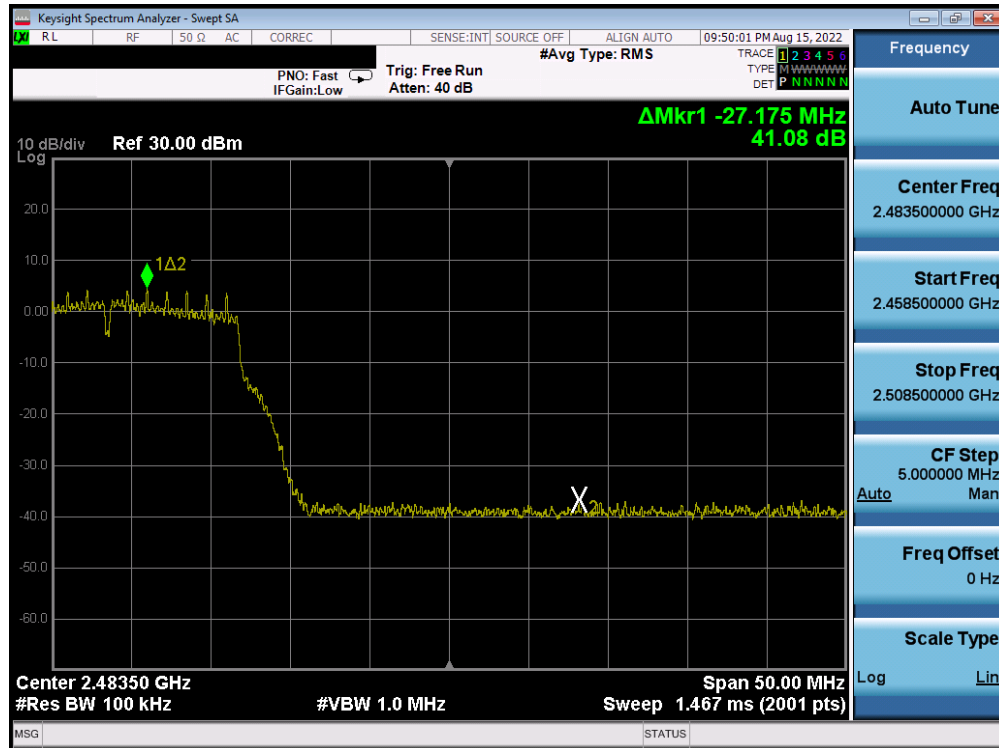 Keysight Spectrum Analyzer - Swept SA
LXI RL RF 50 Ω AC CORREC SENSE:INT SOURCE OFF ALIGN AUTO 09:50:01 PM Aug 15, 2022
#Avg Type: RMS
TRACE 1 2 3 4 5 6
TYPE M WWWWW
DET P N N N N N
PNO: Fast
IFGain:Low
Trig: Free Run
Atten: 40 dB
ΔMkr1 -27.175 MHz
41.08 dB
10 dB/div Ref 30.00 dBm
Log
20.0
10.0
0.00
-10.0
-20.0
-30.0
-40.0
-50.0
-60.0
1Δ2
X2
Center 2.48350 GHz Span 50.00 MHz
#Res BW 100 kHz #VBW 1.0 MHz Sweep 1.467 ms (2001 pts)
MSG STATUS
Frequency
Auto Tune
Center Freq
2.483500000 GHz
Start Freq
2.458500000 GHz
Stop Freq
2.508500000 GHz
CF Step
5.000000 MHz
Auto Man
Freq Offset
0 Hz
Scale Type
Log Lin